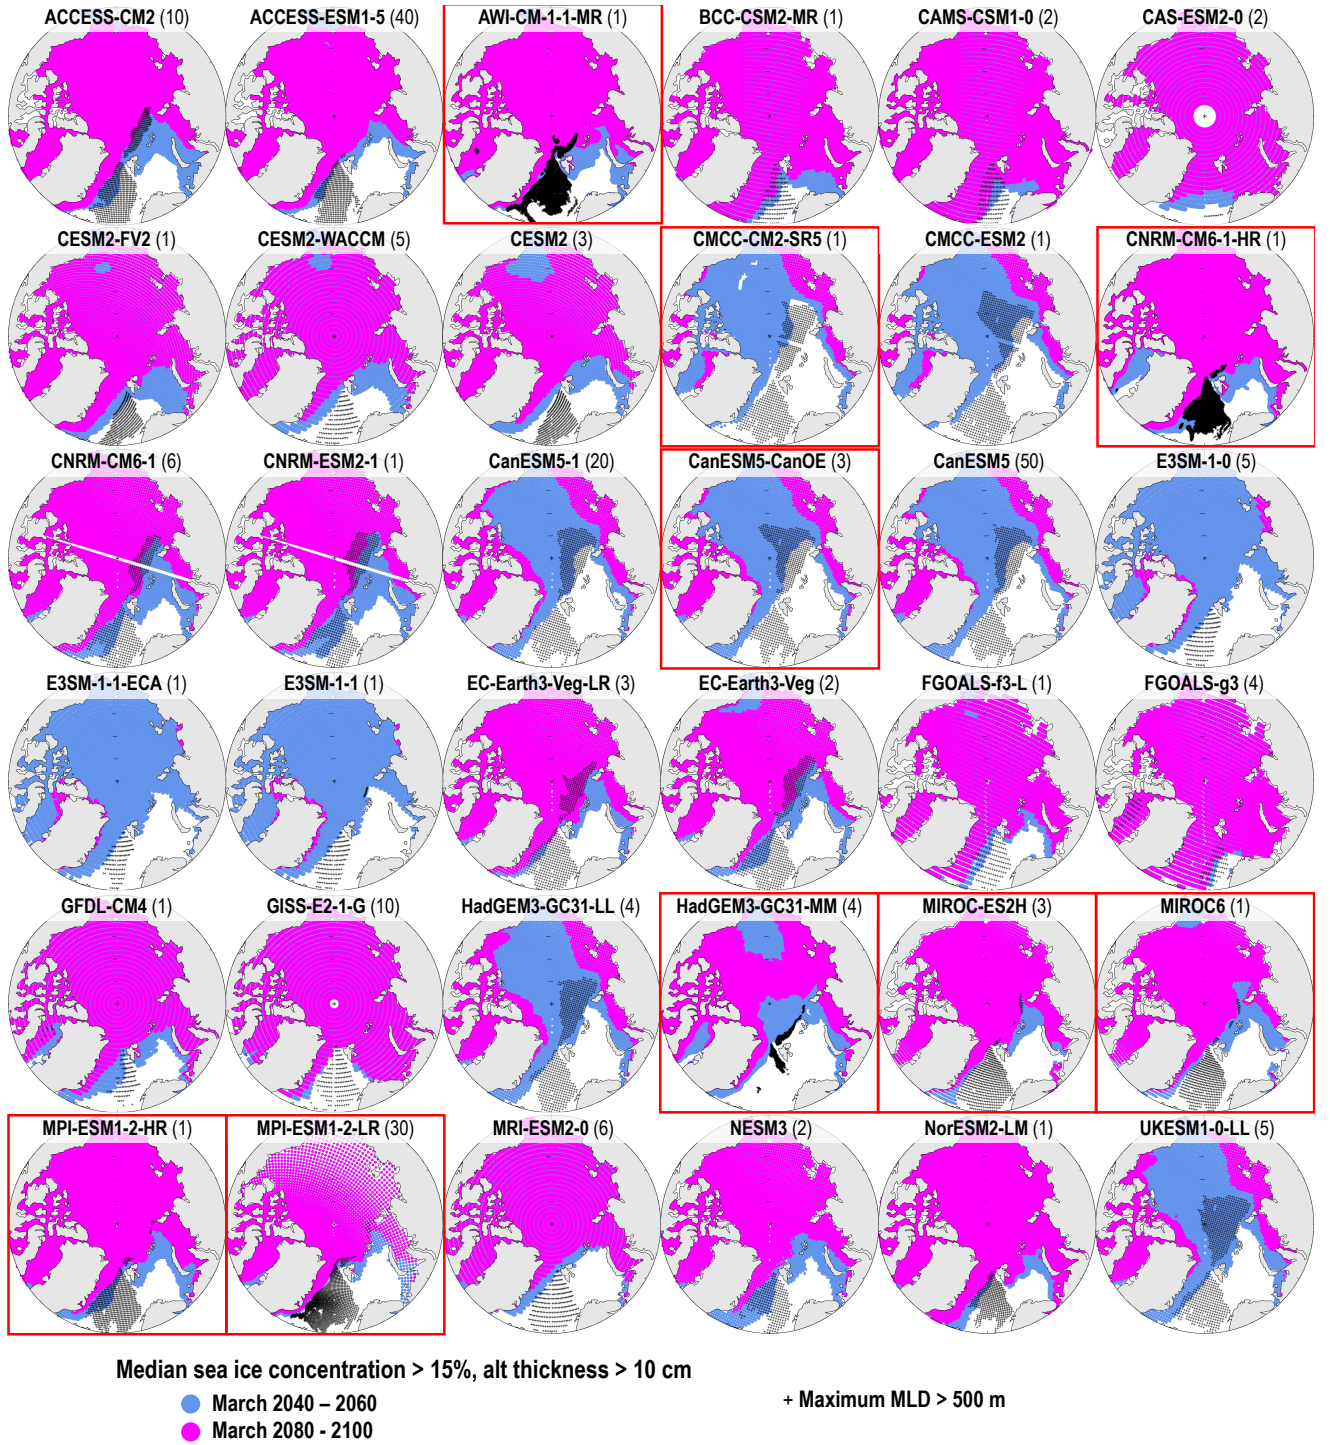 ACCESS-CM2 (10) ACCESS-ESM1-5 (40) AWI-CM-1-1-MR (1) BCC-CSM2-MR (1) CAMS-CSM1-0 (2) CAS-ESM2-0 (2)
CESM2-FV2 (1) CESM2-WACCM (5) CESM2 (3) CMCC-CM2-SR5 (1) CMCC-ESM2 (1) CNRM-CM6-1-HR (1)
CNRM-CM6-1 (6) CNRM-ESM2-1 (1) CanESM5-1 (20) CanESM5-CanOE (3) CanESM5 (50) E3SM-1-0 (5)
E3SM-1-1-ECA (1) E3SM-1-1 (1) EC-Earth3-Veg-LR (3) EC-Earth3-Veg (2) FGOALS-f3-L (1) FGOALS-g3 (4)
GFDL-CM4 (1) GISS-E2-1-G (10) HadGEM3-GC31-LL (4) HadGEM3-GC31-MM (4) MIROC-ES2H (3) MIROC6 (1)
MPI-ESM1-2-HR (1) MPI-ESM1-2-LR (30) MRI-ESM2-0 (6) NESM3 (2) NorESM2-LM (1) UKESM1-0-LL (5)
Median sea ice concentration > 15%, alt thickness > 10 cm
March 2040 – 2060 + Maximum MLD > 500 m
March 2080 - 2100